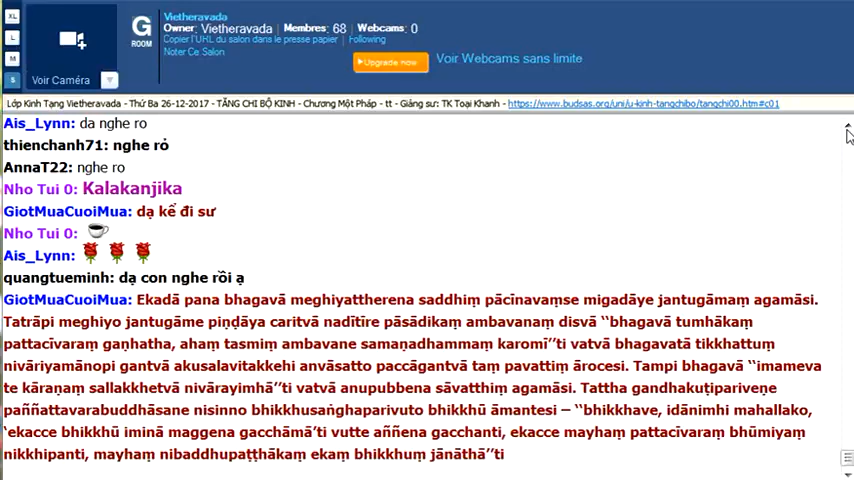 XL
L
M
S
Voir Caméra
G
ROOM
Vietheravada
Owner: Vietheravada Membres: 68 Webcams: 0
Copier l'URL du salon dans le presse papier | Following
Noter Ce Salon
Upgrade now
Voir Webcams sans limite
Lớp Kinh Tạng Vietheravada - Thứ Ba 26-12-2017 - TĂNG CHI BỘ KINH - Chương Một Pháp - tt - Giảng sư: TK Toại Khanh - https://www.budsas.org/uni/u-kinh-tangchibo/tangchi00.htm#c01
Ais_Lynn: da nghe ro
thienchanh71: nghe rỏ
AnnaT22: nghe ro
Nho Tui 0: Kalakanjika
GiotMuaCuoiMua: dạ kể đi sư
Nho Tui 0:
Ais_Lynn:
quangtueminh: dạ con nghe rồi ạ
GiotMuaCuoiMua: Ekadā pana bhagavā meghiyattherena saddhiṃ pācīnavaṃse migadāye jantugāmaṃ agamāsi.
Tatrāpi meghiyo jantugāme piṇḍāya caritvā nadītīre pāsādikaṃ ambavanaṃ disvā ‘‘bhagavā tumhākaṃ
pattacīvaraṃ gaṇhatha, ahaṃ tasmiṃ ambavane samaṇadhammaṃ karomī’’ti vatvā bhagavatā tikkhattuṃ
nivāriyamānopi gantvā akusalavitakkehi anvāsatto paccāgantvā taṃ pavattiṃ ārocesi. Tampi bhagavā ‘‘imameva
te kāraṇaṃ sallakkhetvā nivārayimhā’’ti vatvā anupubbena sāvatthiṃ agamāsi. Tattha gandhakuṭipariveṇe
paññattavarabuddhāsane nisinno bhikkhusaṅghaparivuto bhikkhū āmantesi – ‘‘bhikkhave, idānimhi mahallako,
‘ekacce bhikkhū iminā maggena gacchāmā’ti vutte aññena gacchanti, ekacce mayhaṃ pattacīvaraṃ bhūmiyaṃ
nikkhipanti, mayhaṃ nibaddhupaṭṭhākaṃ ekaṃ bhikkhuṃ jānāthā’’ti